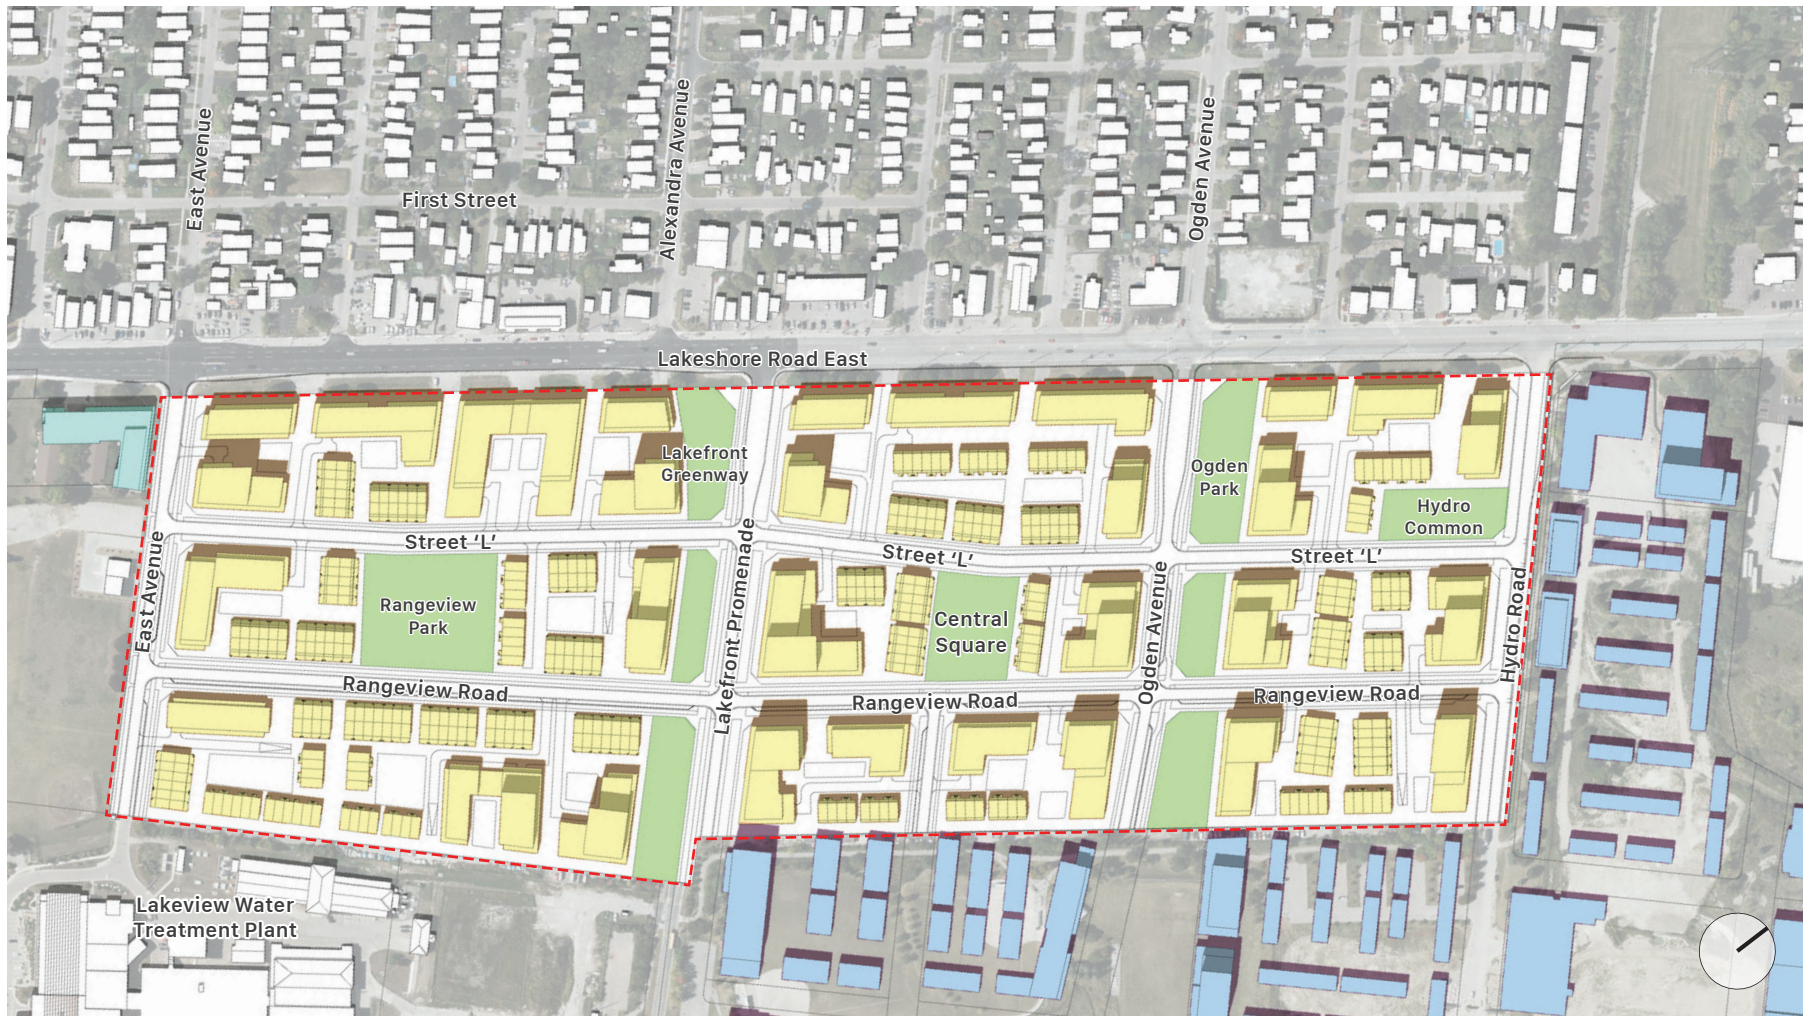 East Avenue
Alexandra Avenue
Ogden Avenue
First Street
Lakeshore Road East
Lakefront
Greenway
Ogden
Park
Hydro
Common
Street ‘L’
Street ‘L’
Street ‘L’
East Avenue
Rangeview
Park
Lakefront Promenade
Central
Square
Ogden Avenue
Hydro Road
Rangeview Road
Rangeview Road
Rangeview Road
Lakeview Water
Treatment Plant